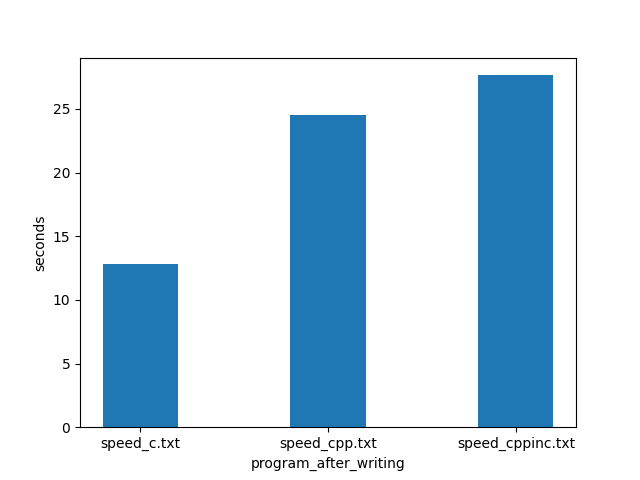 25
20
15
10
5
0
seconds
speed_c.txt speed_cpp.txt speed_cppinc.txt
program_after_writing